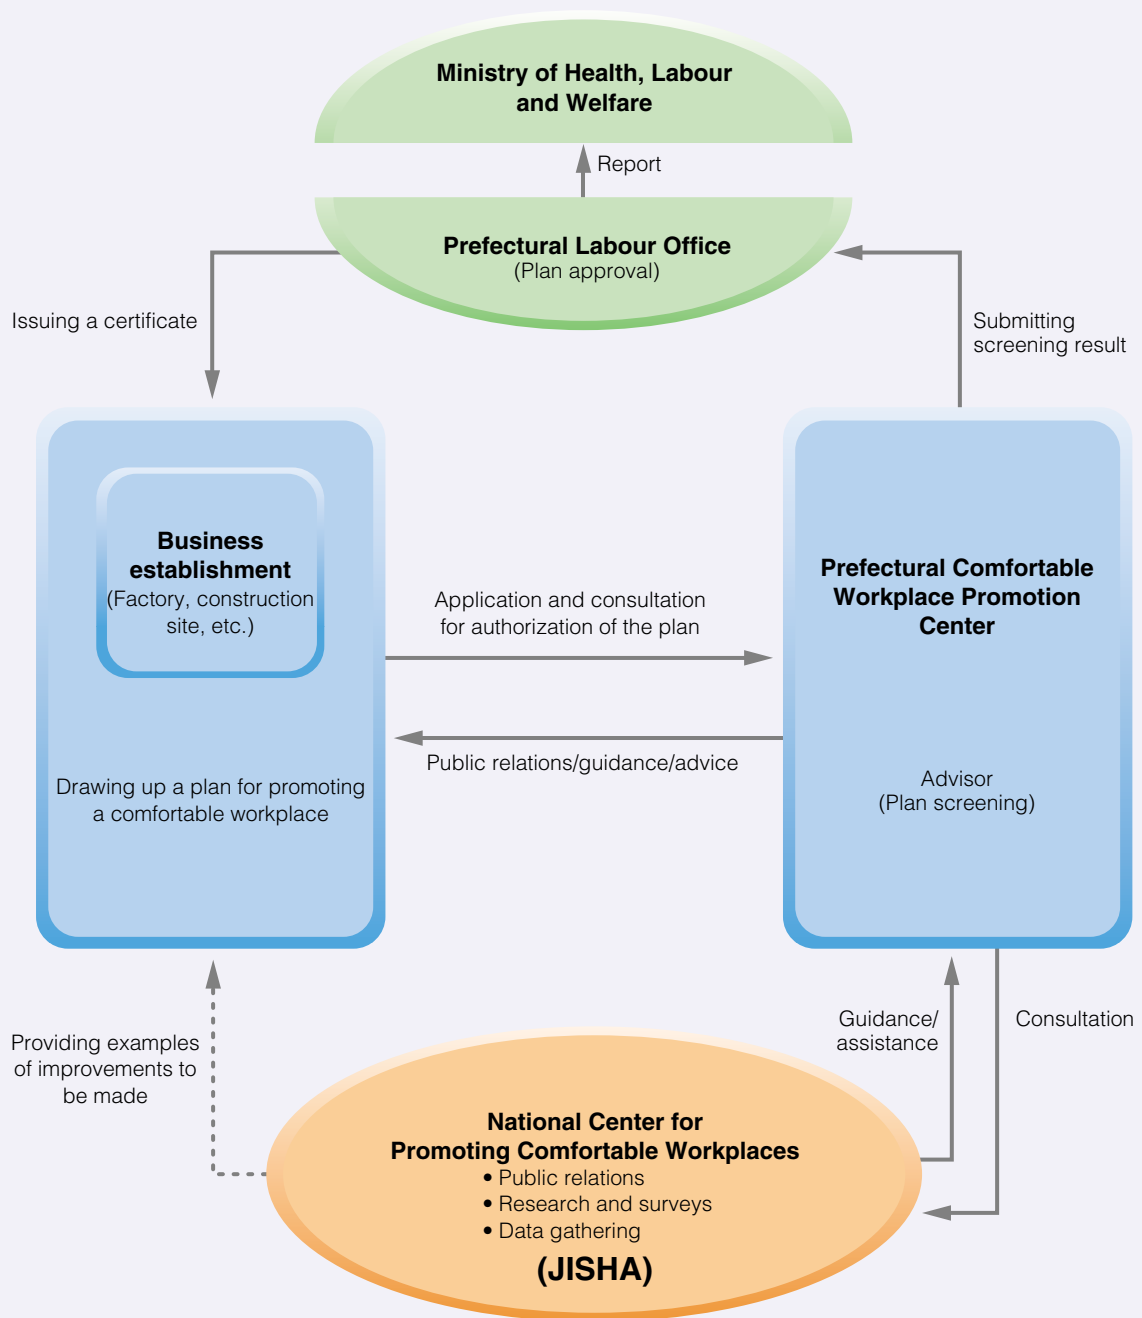 Ministry of Health, Labour
and Welfare
Report
Prefectural Labour Office
(Plan approval)
Issuing a certificate
Submitting
screening result
Business
establishment
(Factory, construction
site, etc.)
Drawing up a plan for promoting
a comfortable workplace
Application and consultation
for authorization of the plan
Public relations/guidance/advice
Prefectural Comfortable
Workplace Promotion
Center
Advisor
(Plan screening)
Providing examples
of improvements to
be made
Guidance/
assistance
Consultation
National Center for
Promoting Comfortable Workplaces
• Public relations
• Research and surveys
• Data gathering
(JISHA)